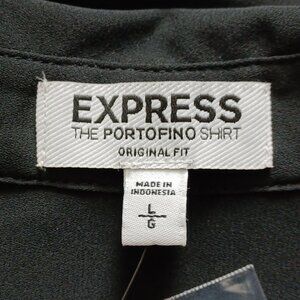 EXPRESS
THE PORTOFINO SHIRT
ORIGINAL FIT
MADE IN
INDONESIA
L
G